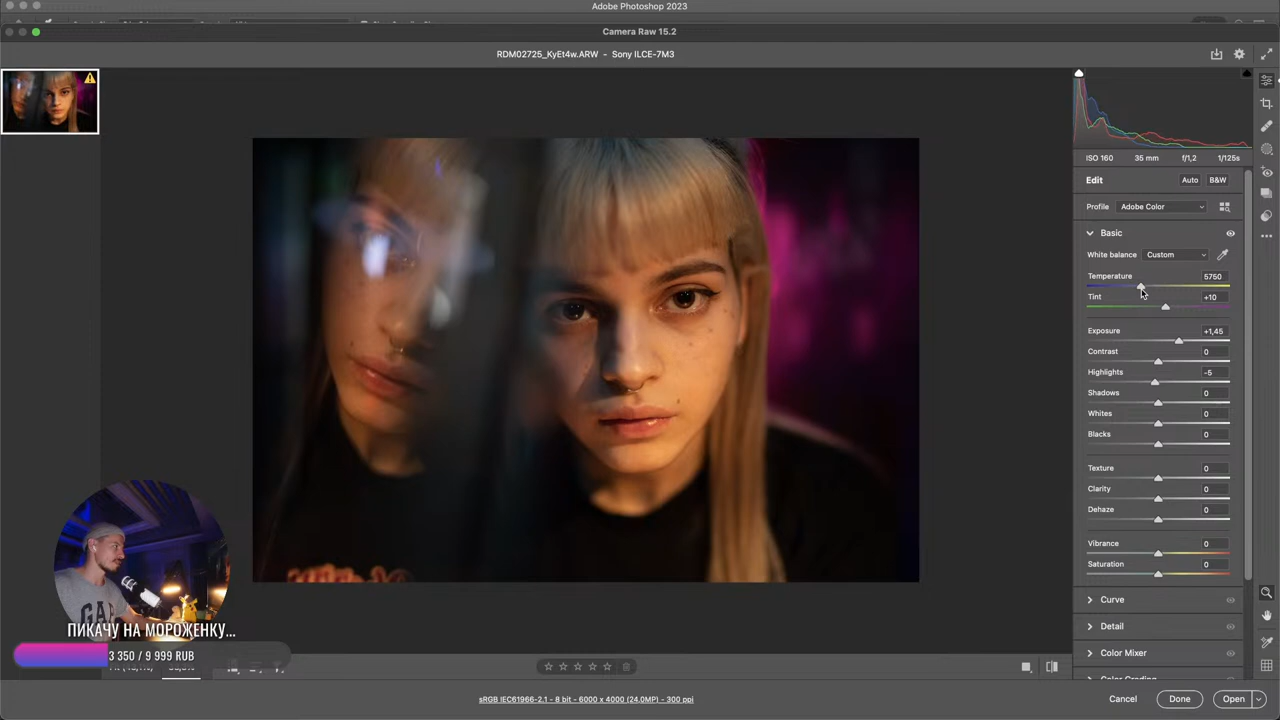 Adobe Photoshop 2023
Camera Raw 15.2
RDM02725_KyEt4w.ARW - Sony ILCE-7M3
ISO 160 35 mm f/1,2 1/125s
Edit Auto B&W
Profile Adobe Color
Basic
White balance Custom
Temperature 5750
Tint +10
Exposure +1,45
Contrast 0
Highlights -5
Shadows 0
Whites 0
Blacks 0
Texture 0
Clarity 0
Dehaze 0
Vibrance 0
Saturation 0
Curve
Detail
Color Mixer
GAP
ПИКАЧУ НА МОРОЖЕНКУ...
3 350 / 9 999 RUB
sRGB IEC61966-2.1 - 8 bit - 6000 x 4000 (24.0MP) - 300 ppi
Cancel Done Open